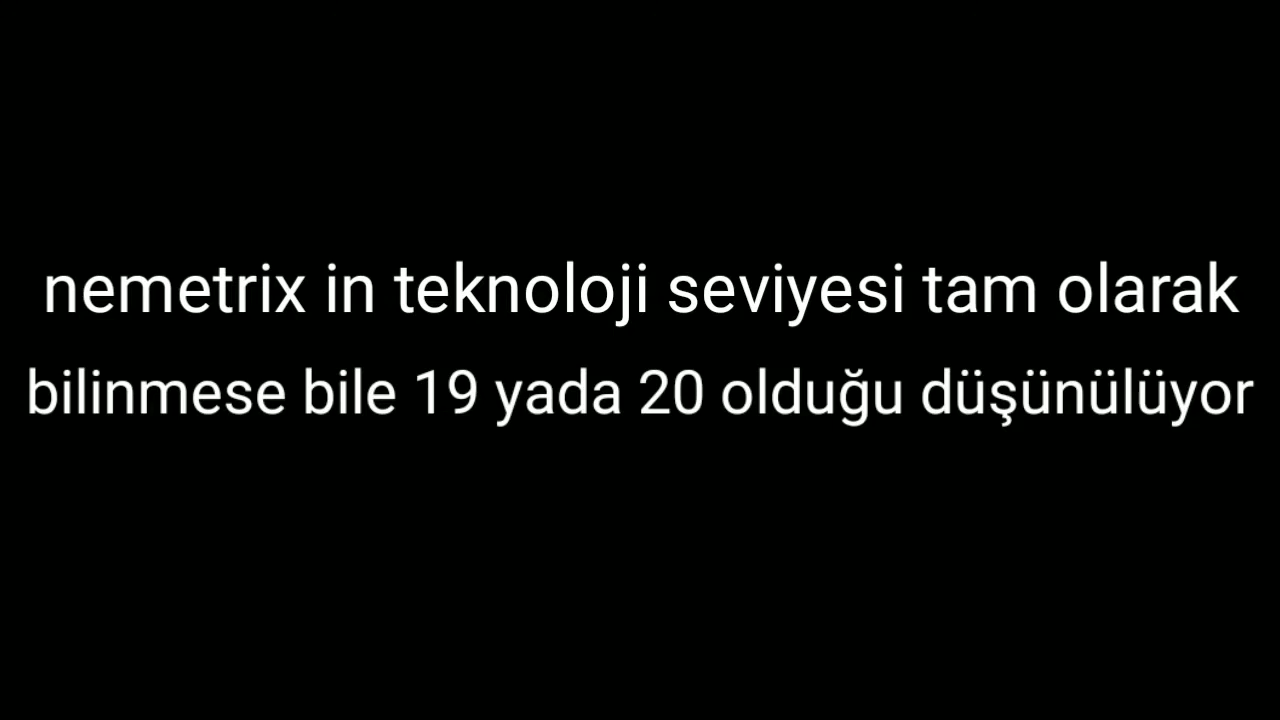 nemetrix in teknoloji seviyesi tam olarak
bilinmese bile 19 yada 20 olduğu düşünülüyor